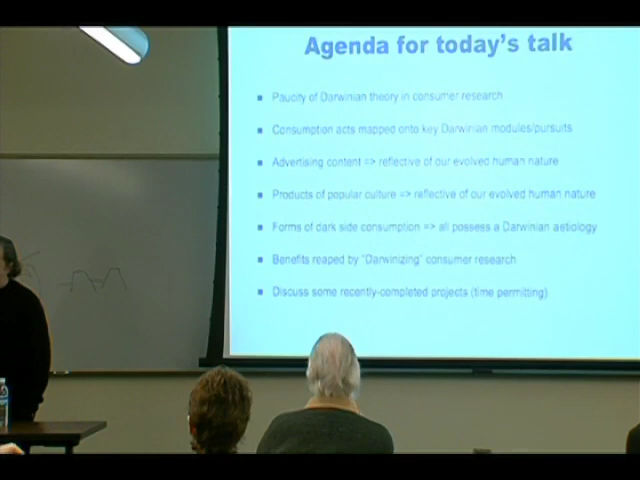 Agenda for today's talk
Paucity of Darwinian theory in consumer research
Consumption acts mapped onto key Darwinian modules/pursuits
Advertising content => reflective of our evolved human nature
Products of popular culture => reflective of our evolved human nature
Forms of dark side consumption => all possess a Darwinian aetiology
Benefits reaped by "Darwinizing" consumer research
Discuss some recently-completed projects (time permitting)